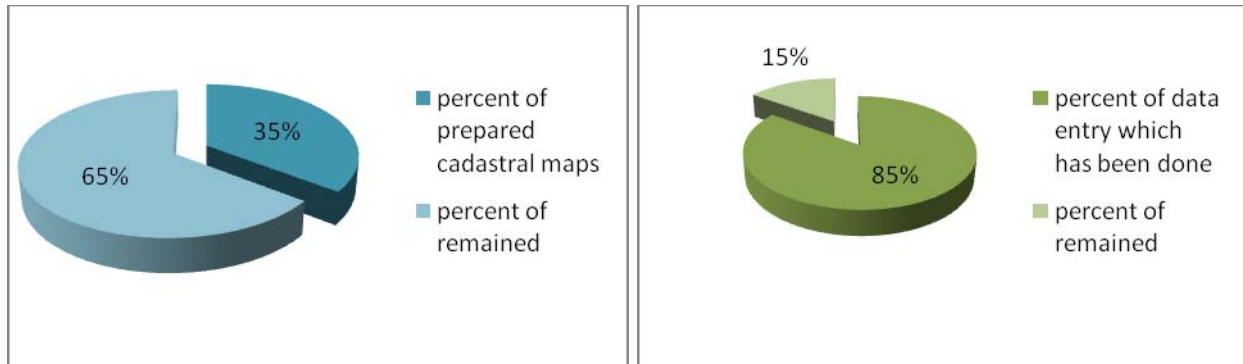 35%
65%
percent of
prepared
cadastral maps
percent of
remained
15%
85%
percent of data
entry which
has been done
percent of
remained